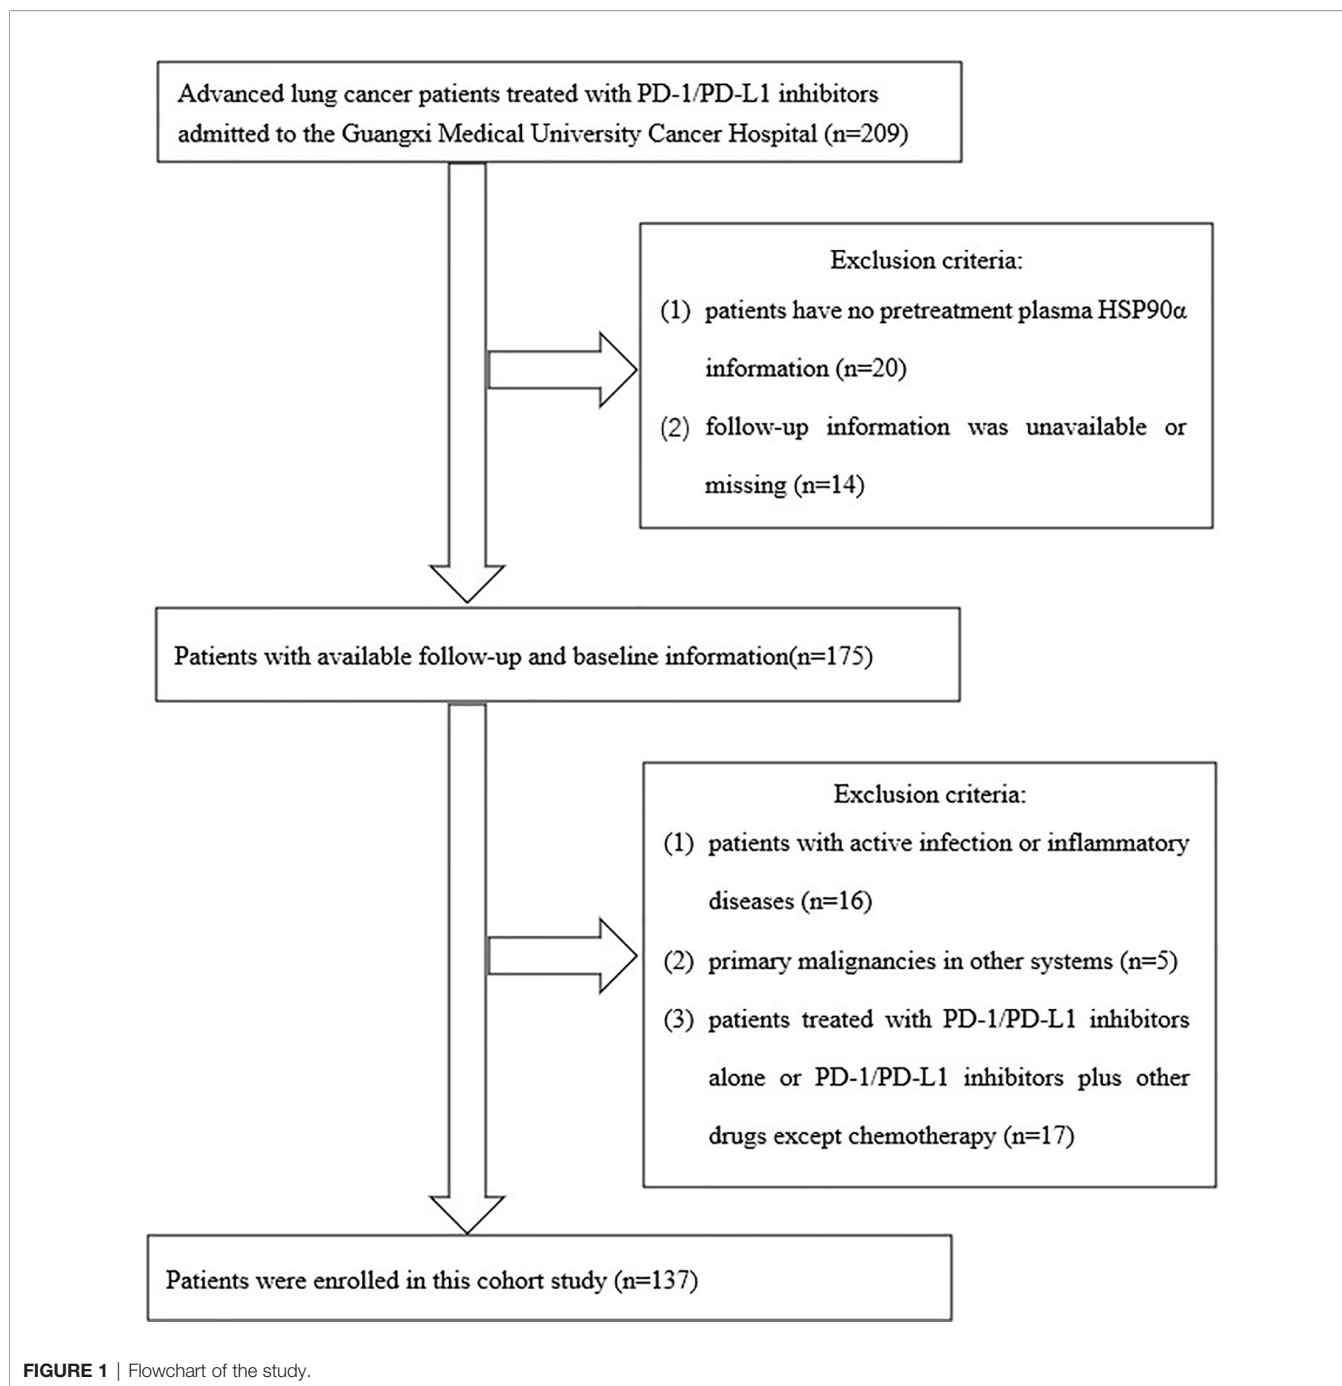 Advanced lung cancer patients treated with PD-1/PD-L1 inhibitors
admitted to the Guangxi Medical University Cancer Hospital (n=209)
Exclusion criteria:
(1) patients have no pretreatment plasma HSP90α
information (n=20)
(2) follow-up information was unavailable or
missing (n=14)
Patients with available follow-up and baseline information(n=175)
Exclusion criteria:
(1) patients with active infection or inflammatory
diseases (n=16)
(2) primary malignancies in other systems (n=5)
(3) patients treated with PD-1/PD-L1 inhibitors
alone or PD-1/PD-L1 inhibitors plus other
drugs except chemotherapy (n=17)
Patients were enrolled in this cohort study (n=137)
FIGURE 1 | Flowchart of the study.